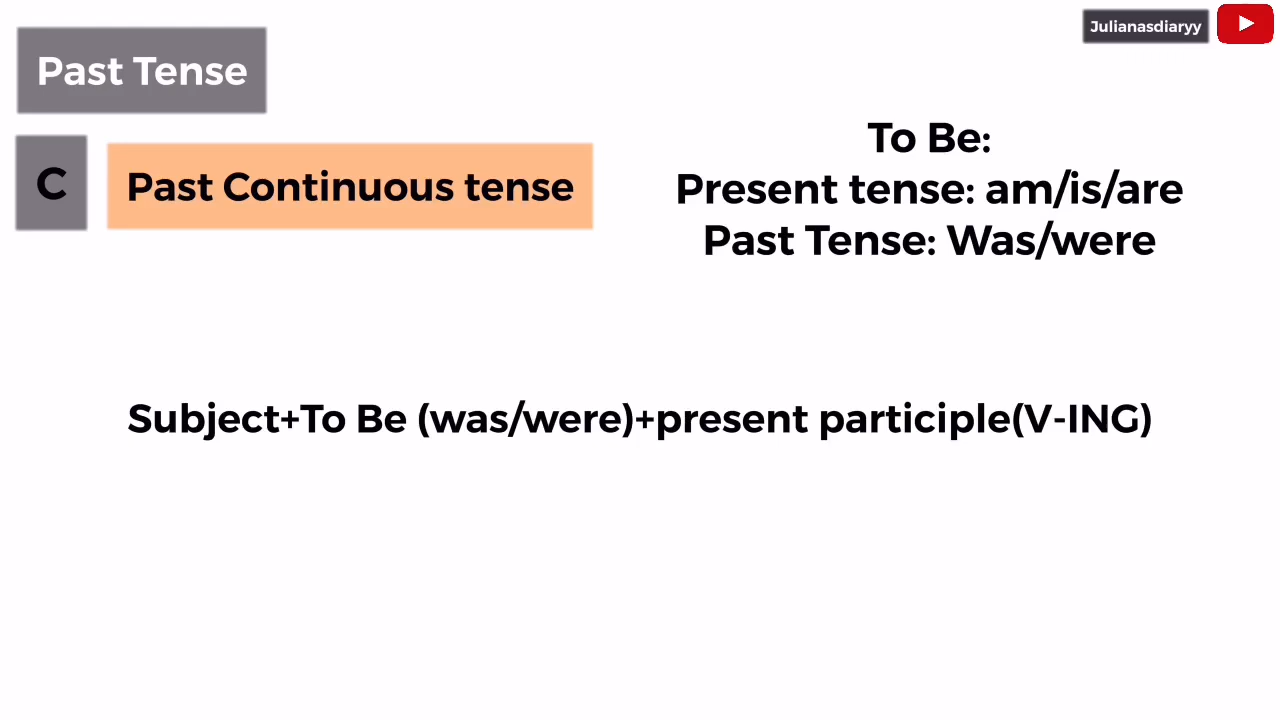 Julianasdiaryy
Past Tense
C
Past Continuous tense
To Be:
Present tense: am/is/are
Past Tense: Was/were
Subject+To Be (was/were)+present participle(V-ING)